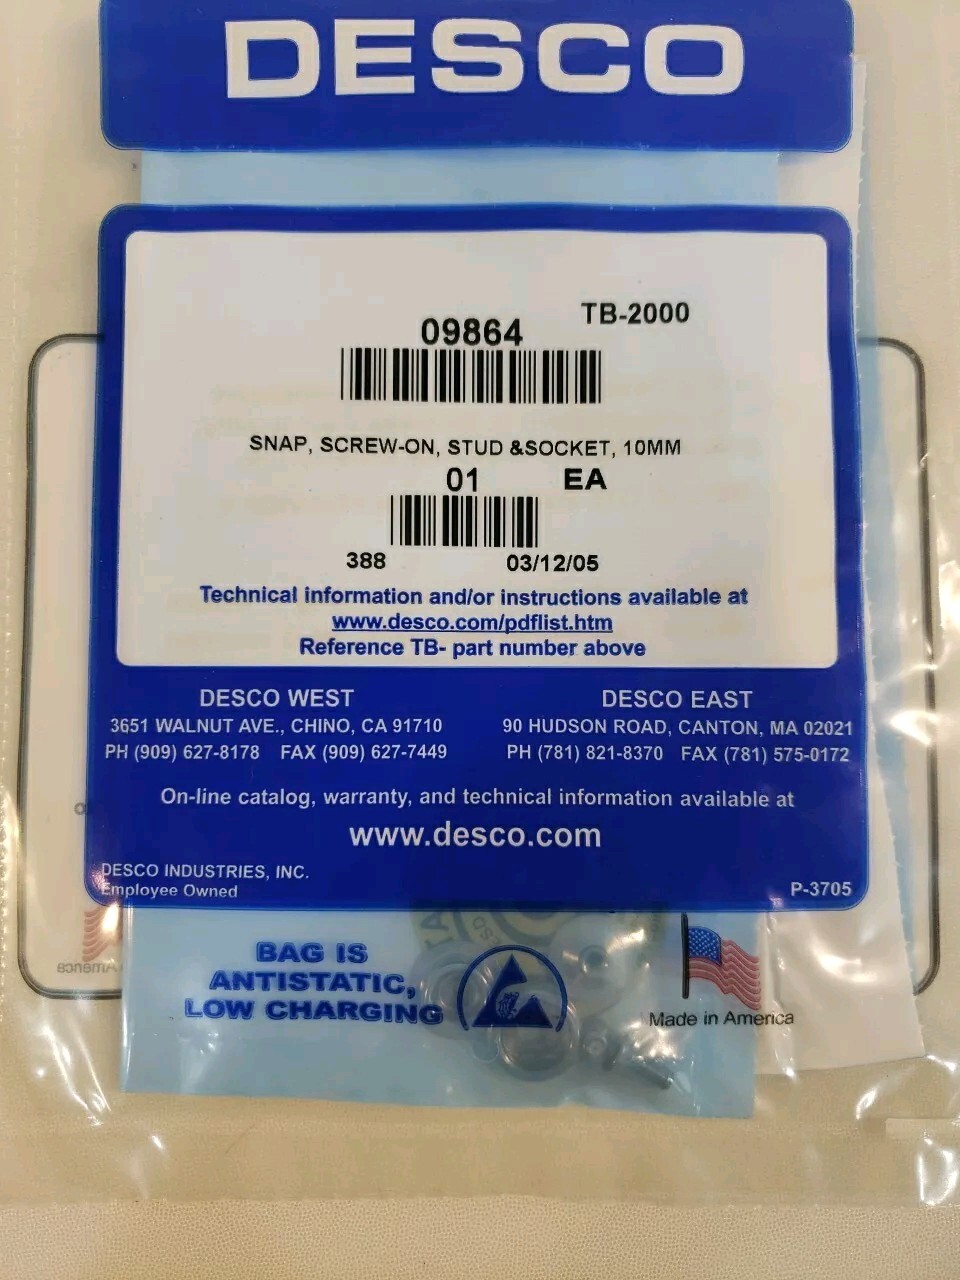 DESCO
TB-2000
09864
SNAP, SCREW-ON, STUD &SOCKET, 10MM
01 EA
388 03/12/05
Technical information and/or instructions available at
www.desco.com/pdflist.htm
Reference TB- part number above
DESCO WEST
3651 WALNUT AVE., CHINO, CA 91710
PH (909) 627-8178 FAX (909) 627-7449
DESCO EAST
90 HUDSON ROAD, CANTON, MA 02021
PH (781) 821-8370 FAX (781) 575-0172
On-line catalog, warranty, and technical information available at
www.desco.com
DESCO INDUSTRIES, INC.
Employee Owned
P-3705
BAG IS
ANTISTATIC,
LOW CHARGING
Made in America